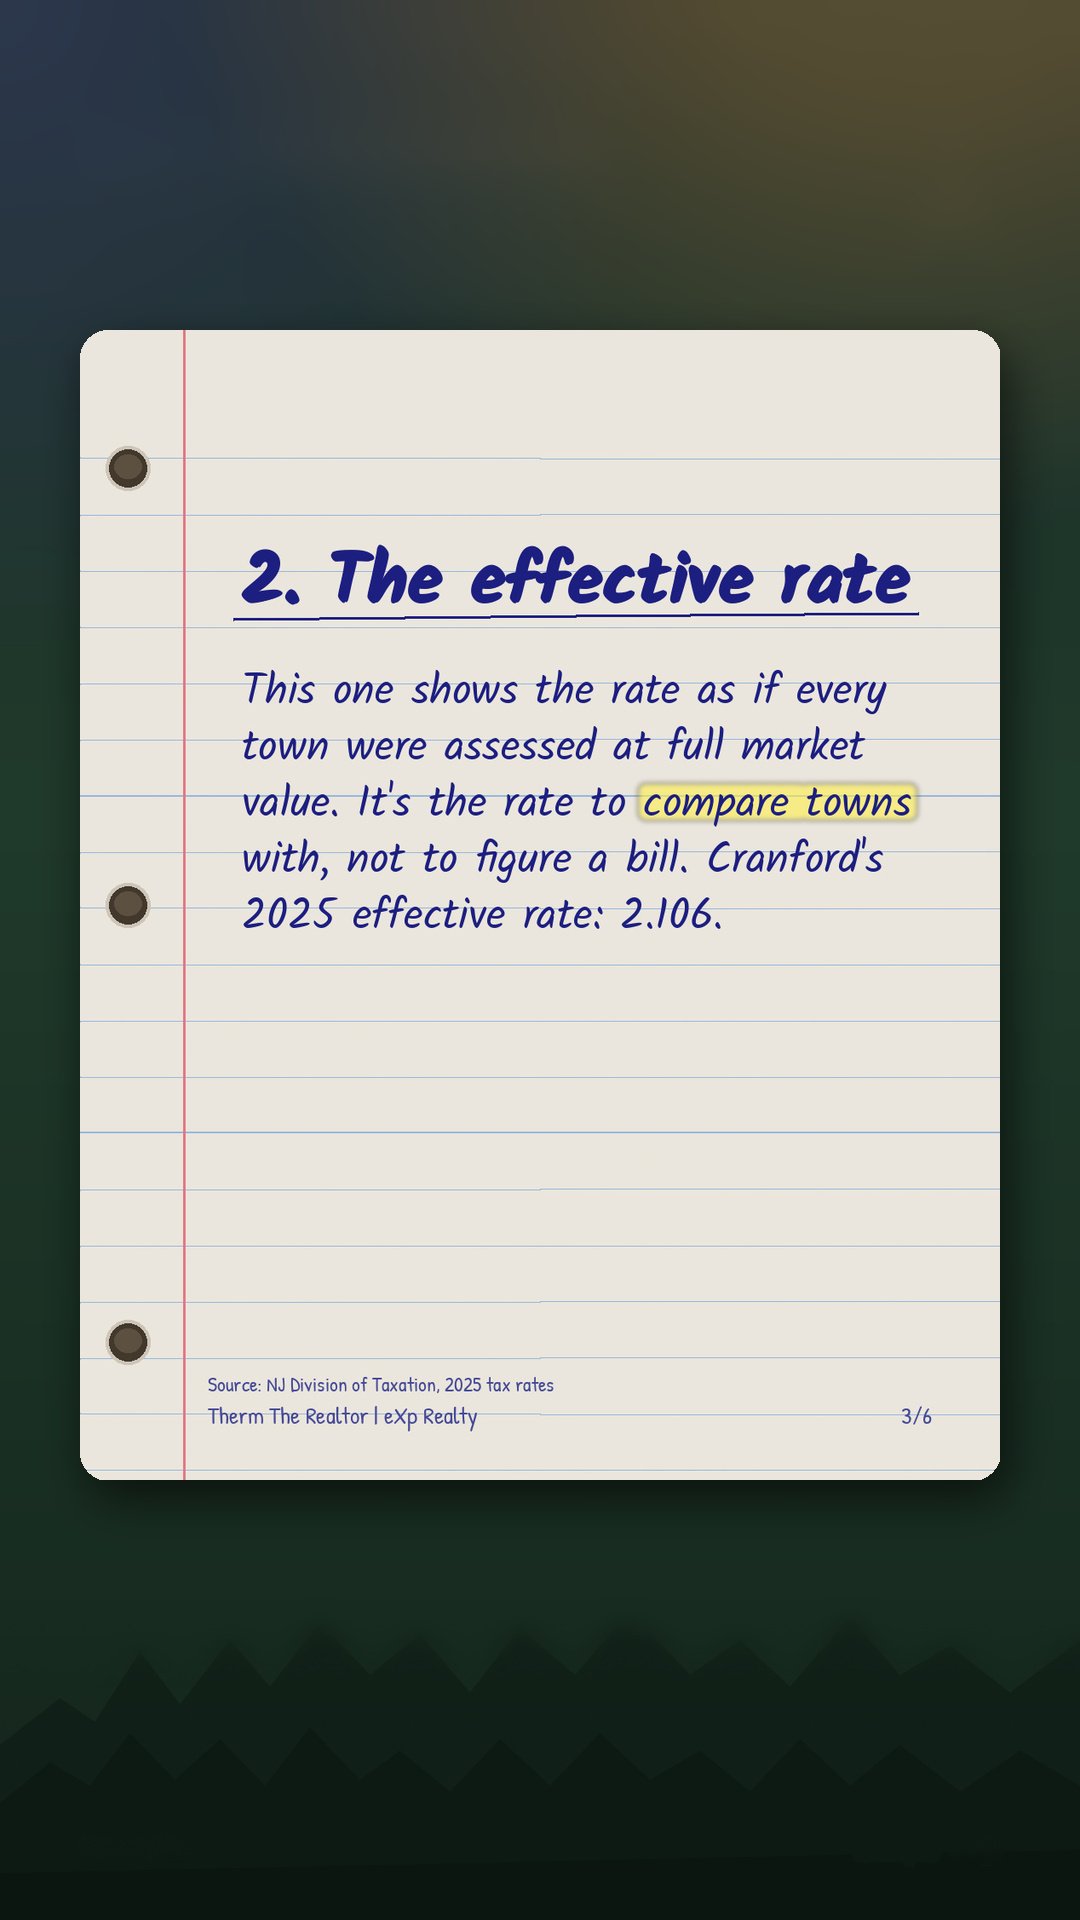 2. The effective rate
This one shows the rate as if every
town were assessed at full market
value. It's the rate to compare towns
with, not to figure a bill. Cranford's
2025 effective rate: 2.106.
Source: NJ Division of Taxation, 2025 tax rates
Therm The Realtor | eXp Realty
3/6